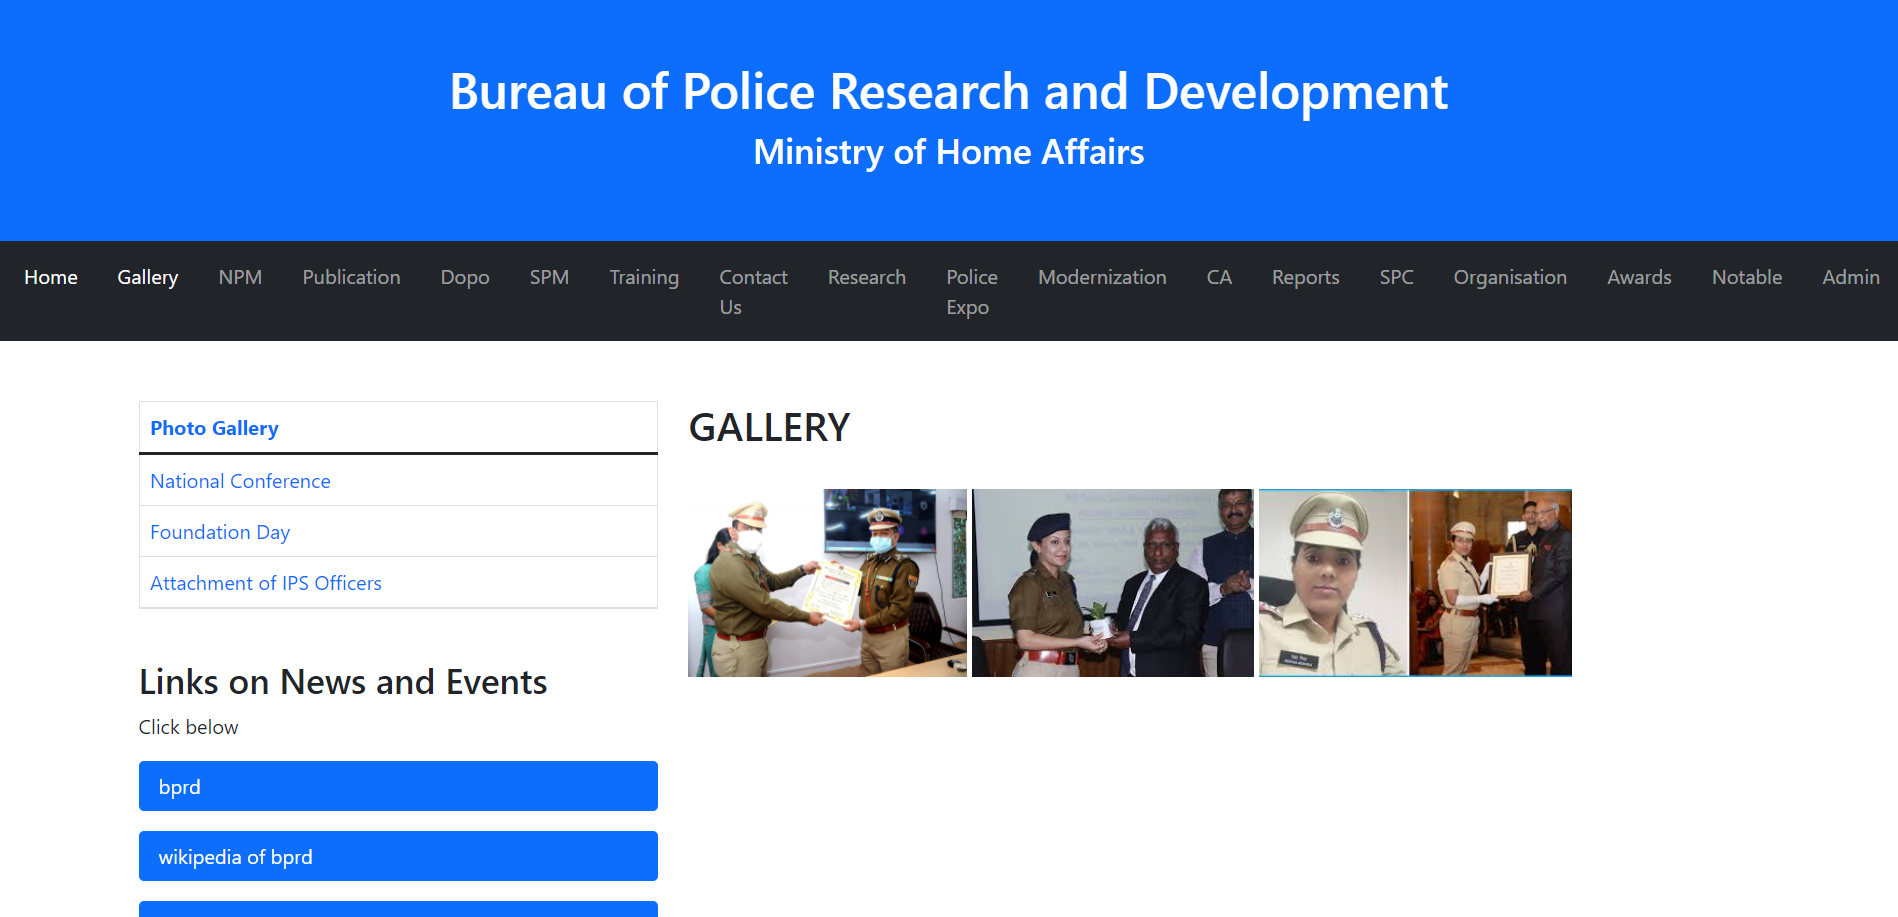 Bureau of Police Research and Development
Ministry of Home Affairs
Home Gallery NPM Publication Dopo SPM Training Contact Us Research Police Expo Modernization CA Reports SPC Organisation Awards Notable Admin
Photo Gallery
National Conference
Foundation Day
Attachment of IPS Officers
GALLERY
Links on News and Events
Click below
bprd
wikipedia of bprd